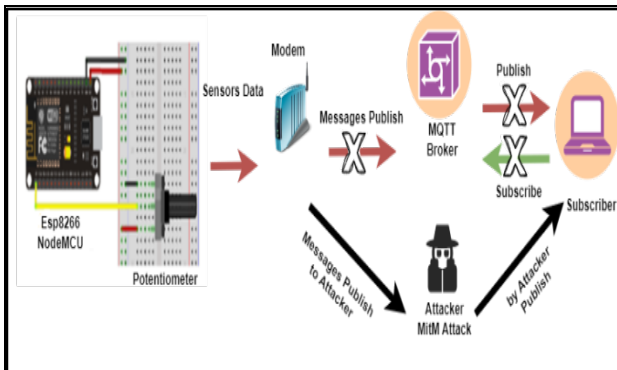 Esp8266
NodeMCU
Potentiometer
Sensors Data
Modem
Messages Publish
X
MQTT
Broker
Publish
X
X
Subscribe
Subscriber
Messages Publish
to Attacker
Attacker
MitM Attack
by Attacker
Publish